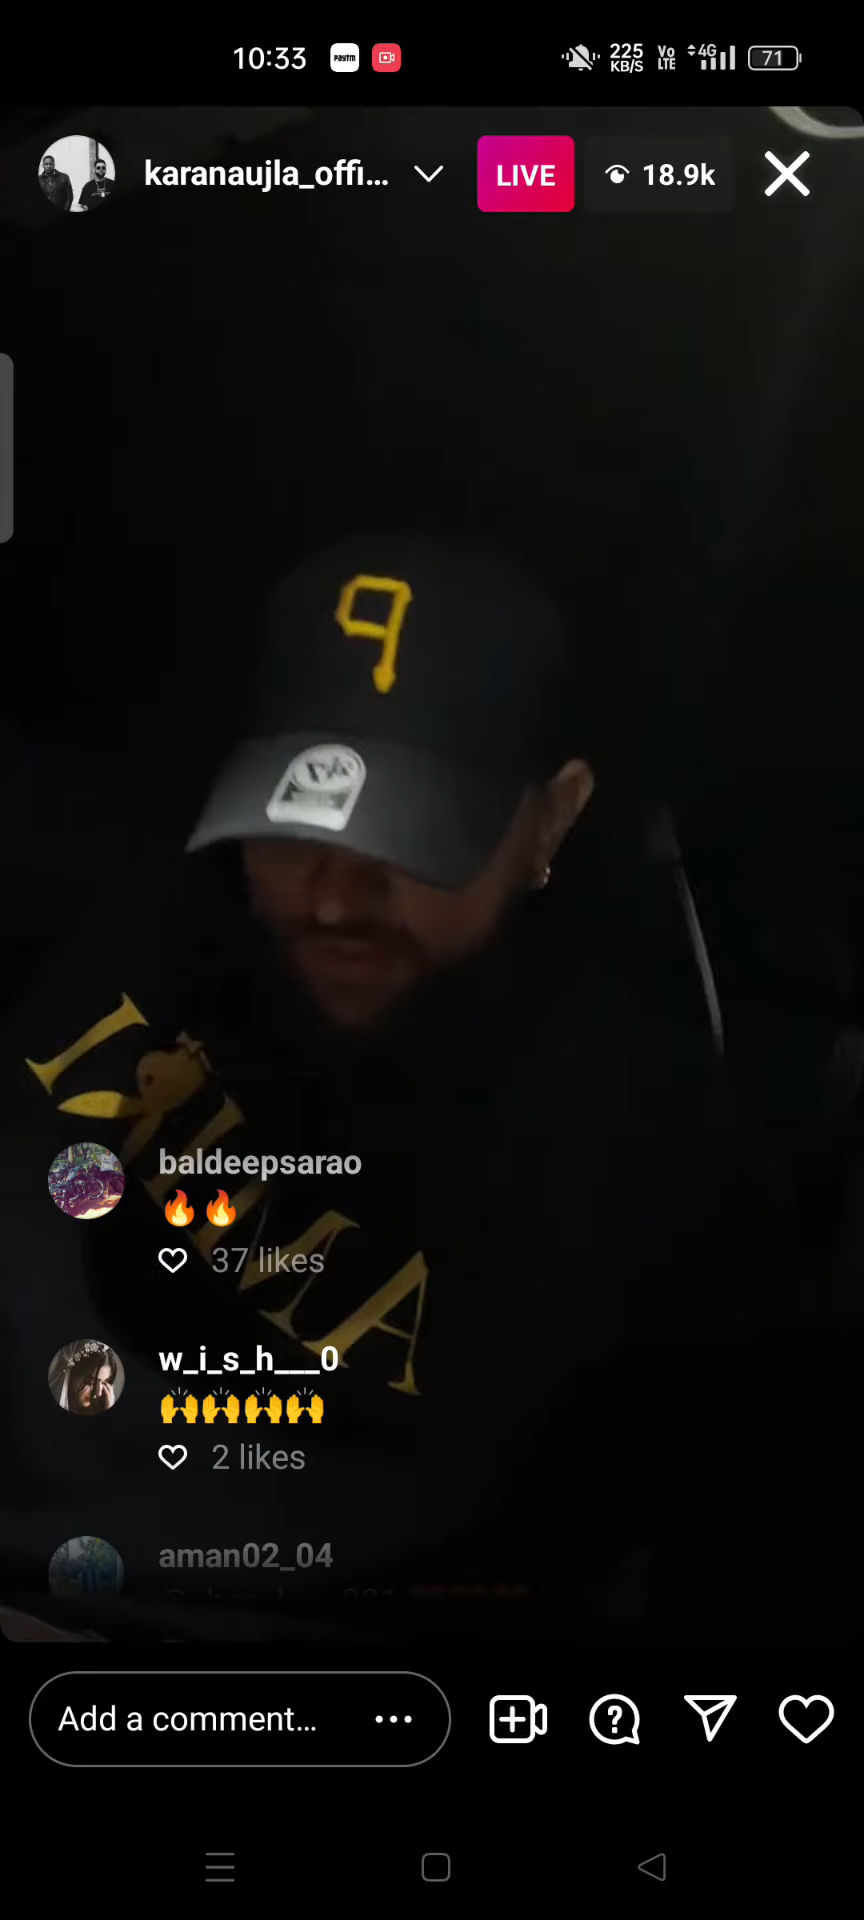 10:33
paytm
225
KB/S
Vo
LTE
4G
71
karanaujla_offi...
LIVE
18.9k
baldeepsarao
🔥🔥
37 likes
w_i_s_h___0
🙌🙌🙌🙌
2 likes
aman02_04
Add a comment...